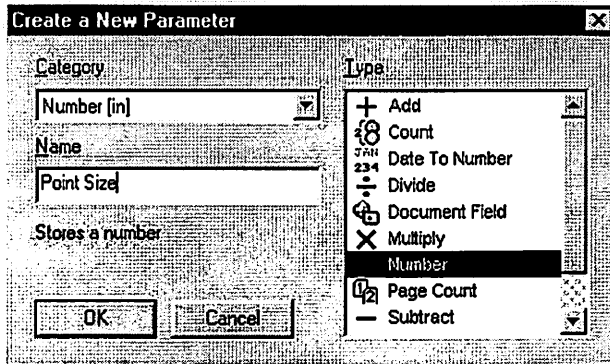 Create a New Parameter
Category
Number [in]
Name
Point Size
Stores a number
OK
Cancel
Type
Add
Count
JAN
234
Date To Number
Divide
Document Field
Multiply
Number
Page Count
Subtract